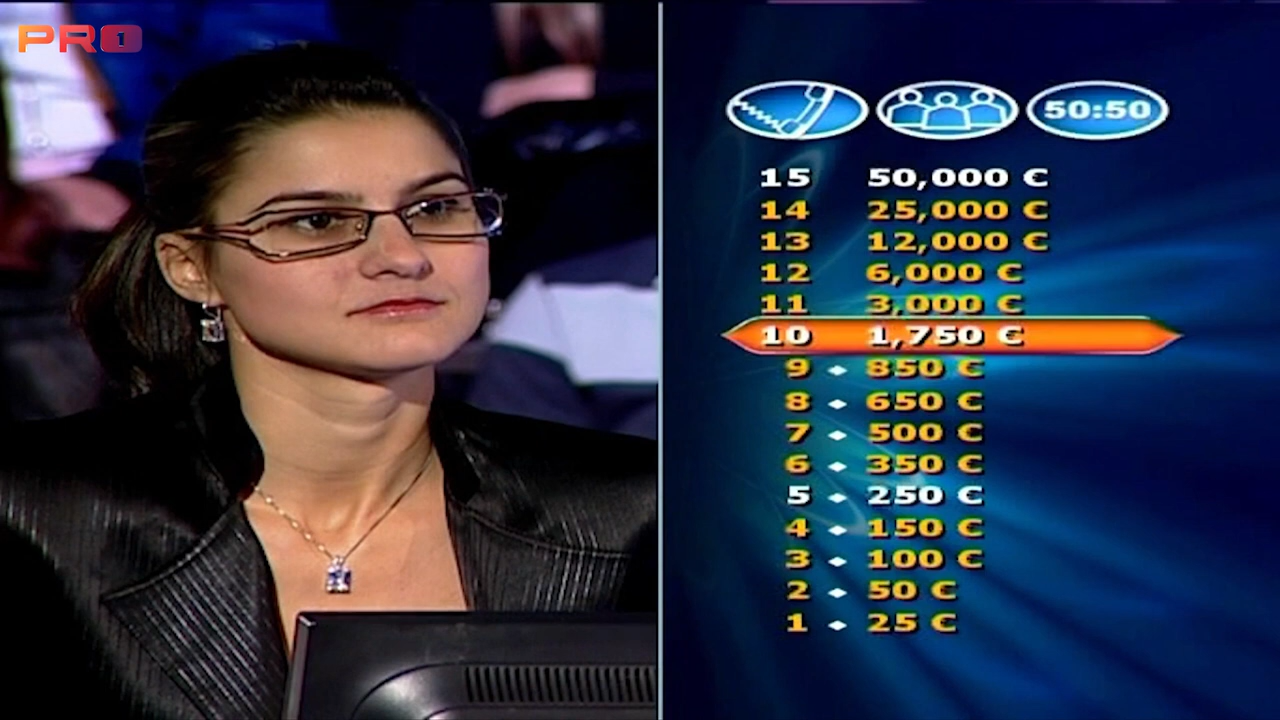 PRO 1
50:50
15 50,000 €
14 25,000 €
13 12,000 €
12 6,000 €
11 3,000 €
10 1,750 €
9 ♦ 850 €
8 ♦ 650 €
7 ♦ 500 €
6 ♦ 350 €
5 ♦ 250 €
4 ♦ 150 €
3 ♦ 100 €
2 ♦ 50 €
1 ♦ 25 €